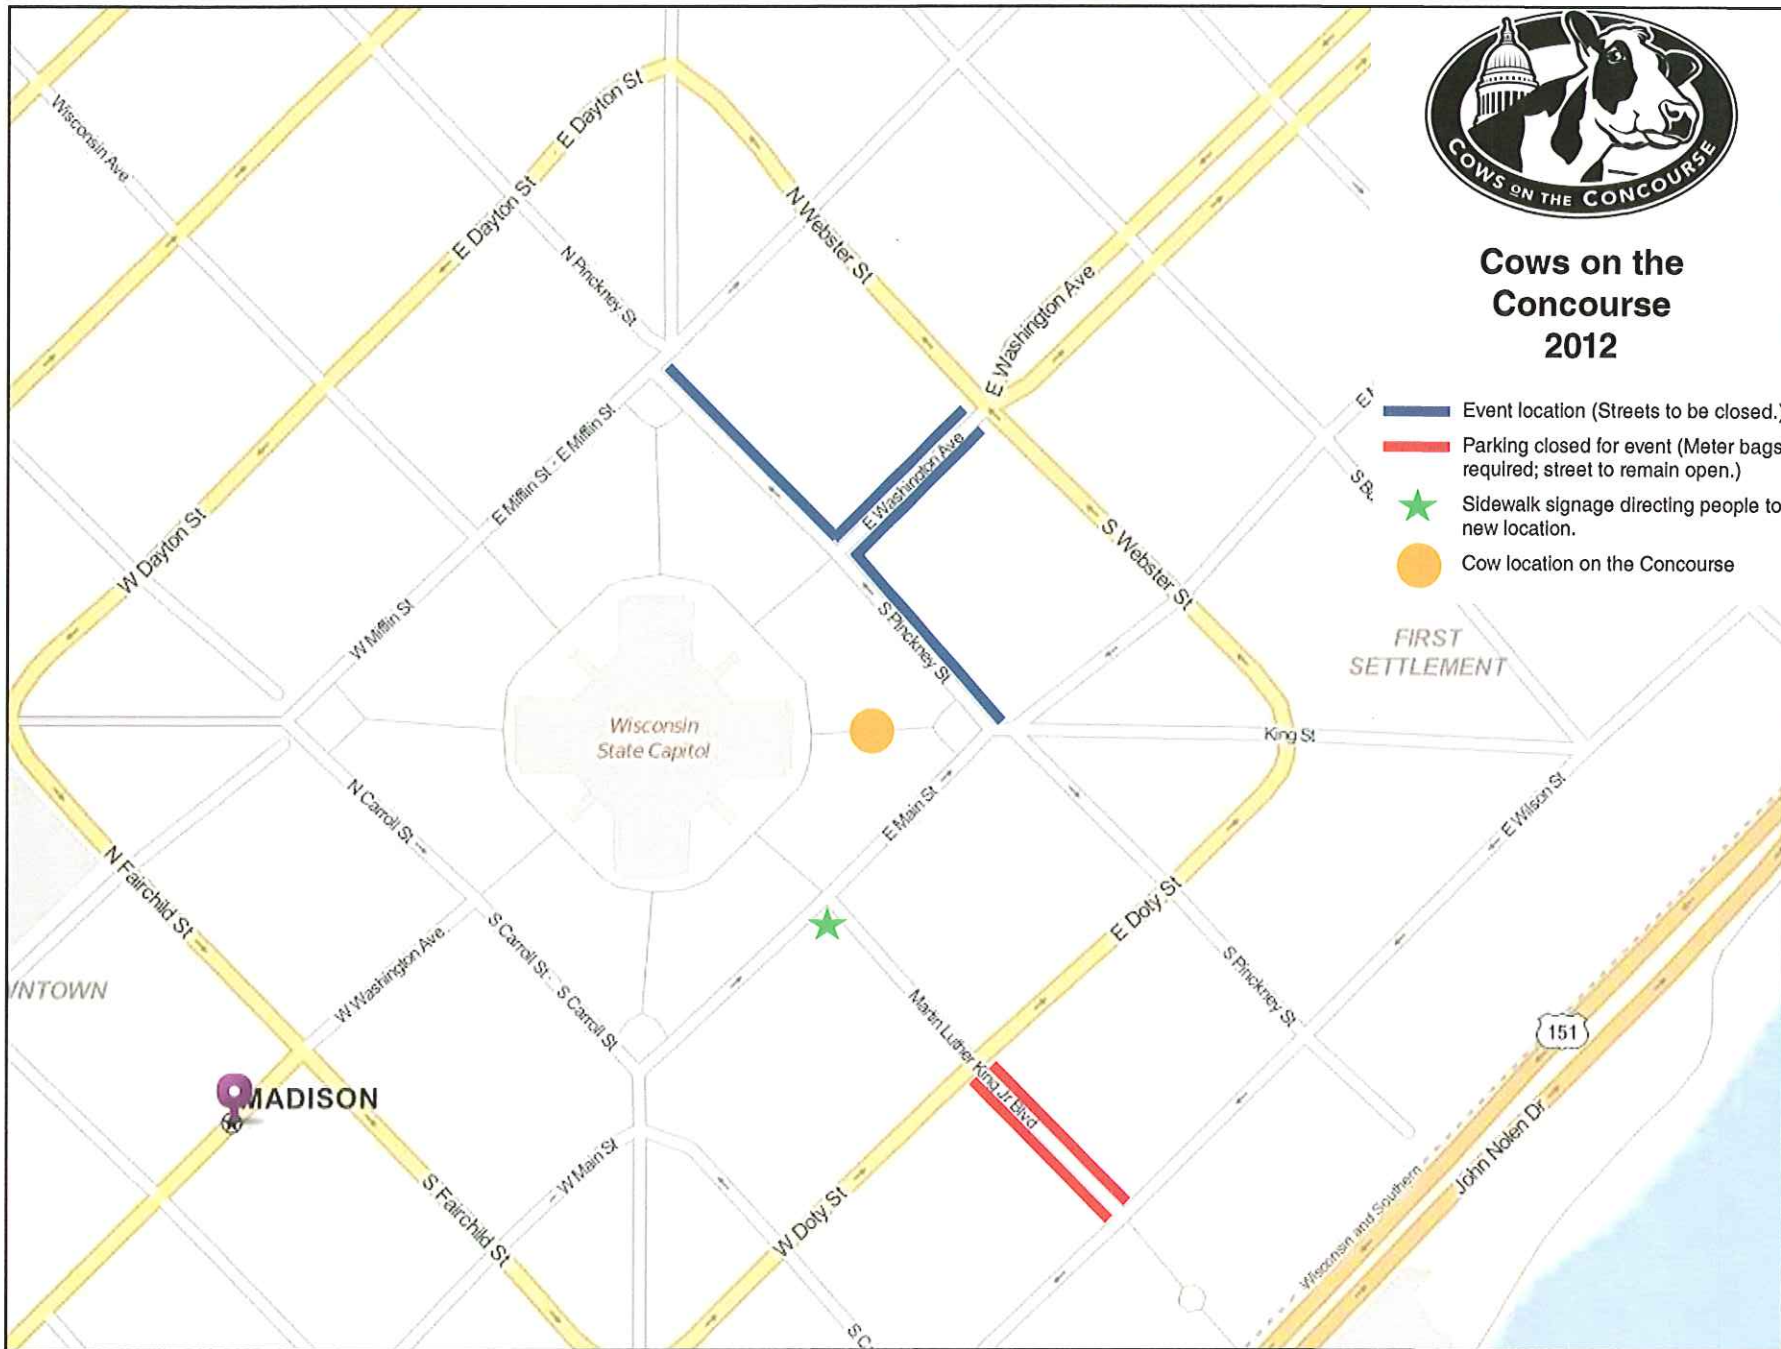 COWS ON THE CONCOURSE
Cows on the
Concourse
2012
Event location (Streets to be closed.)
Parking closed for event (Meter bags
required; street to remain open.)
Sidewalk signage directing people to
new location.
Cow location on the Concourse
Wisconsin Ave
E Dayton St
E Dayton St
N Pinckney St
N Webster St
E Washington Ave
E Mifflin St - E Mifflin St
E Washington Ave
W Dayton St
S Webster St
W Mifflin St
S Pinckney St
FIRST
SETTLEMENT
Wisconsin
State Capitol
King St
N Carroll St
E Main St
E Wilson St
N Fairchild St
E Doty St
S Carroll St - S Carroll St
W Washington Ave
S Pinckney St
NTOWN
Martin Luther King Jr Blvd
151
MADISON
John Nolen Dr
W Main St
S Fairchild St
W Doty St
Wisconsin and Southern
S C